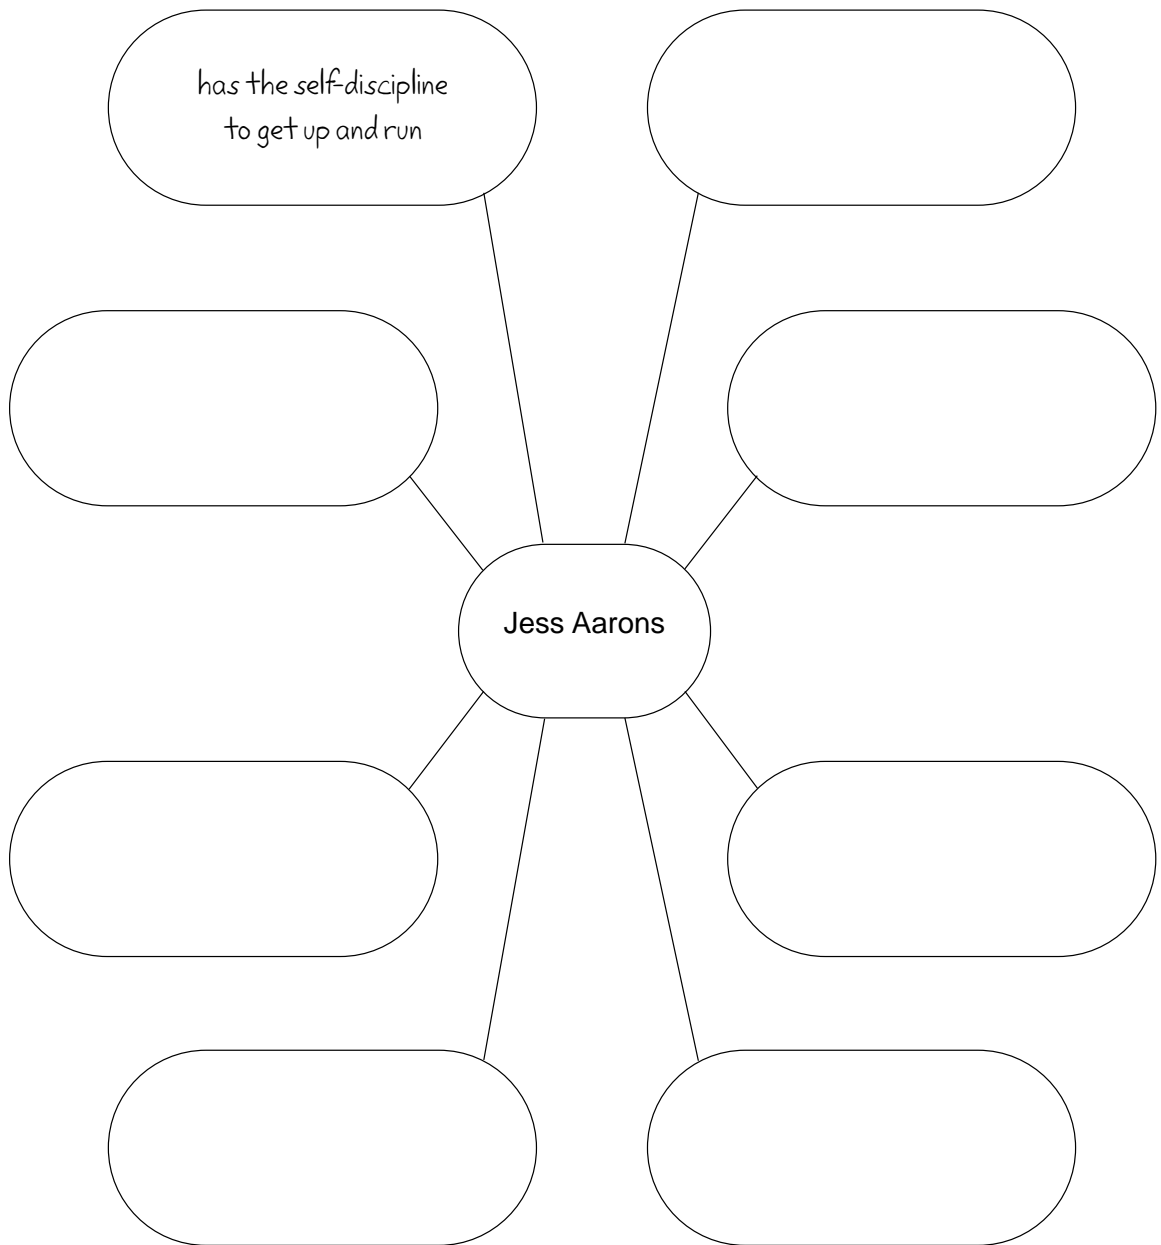 has the self-discipline
to get up and run
Jess Aarons